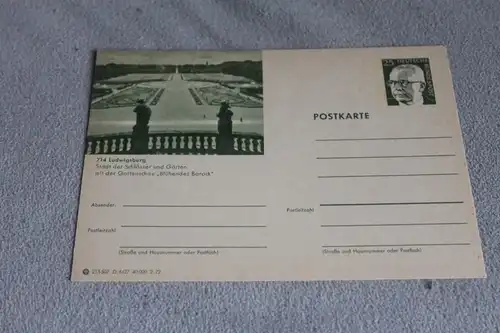 25 DEUTSCHE BUNDESPOST
POSTKARTE
714 Ludwigsburg
Stadt der Schlösser und Gärten
mit der Gartenschau „Blühendes Barock"
Absender:
Postleitzahl
Postleitzahl
(Straße und Hausnummer oder Postfach)
(Straße und Hausnummer oder Postfach)